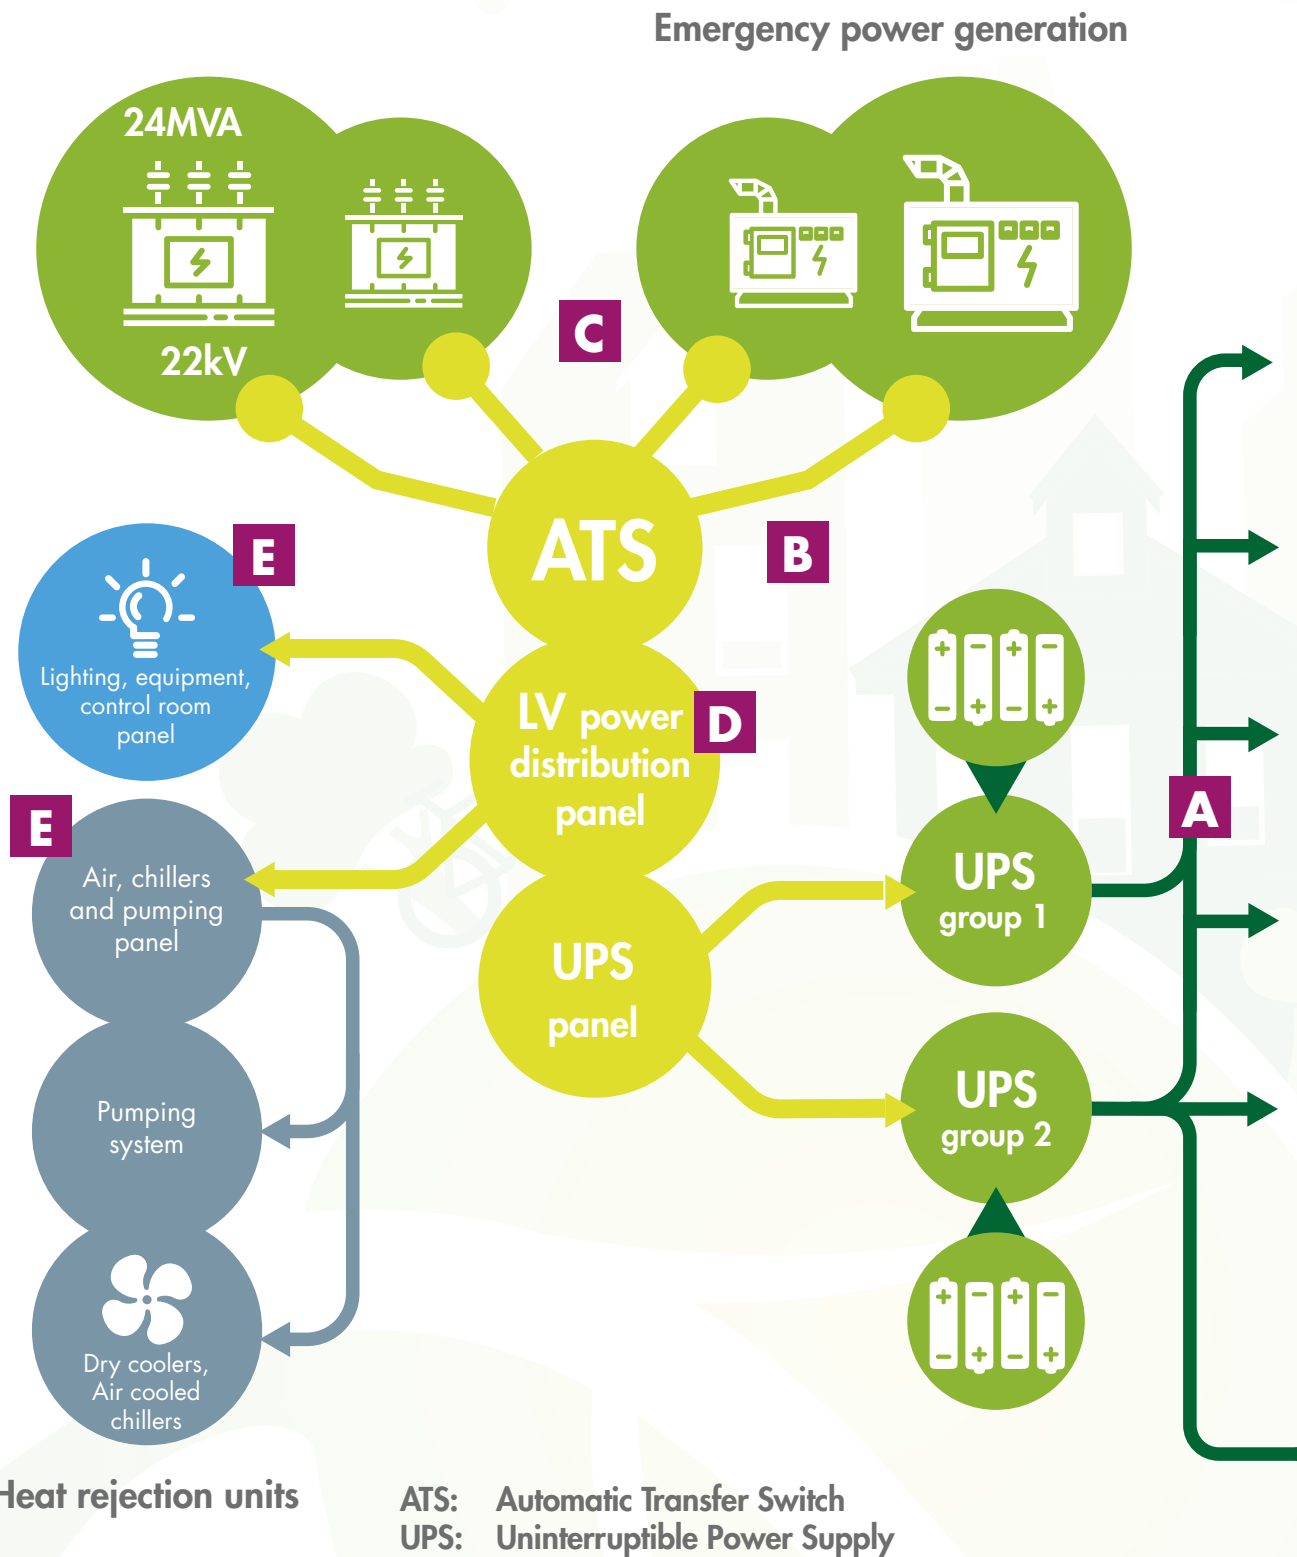 Emergency power generation
24MVA
22kV
C
ATS
B
E
Lighting, equipment,
control room
panel
LV power
distribution
panel
D
A
E
Air, chillers
and pumping
panel
UPS
group 1
UPS
panel
UPS
group 2
Pumping
system
Dry coolers,
Air cooled
chillers
Heat rejection units
ATS: Automatic Transfer Switch
UPS: Uninterruptible Power Supply